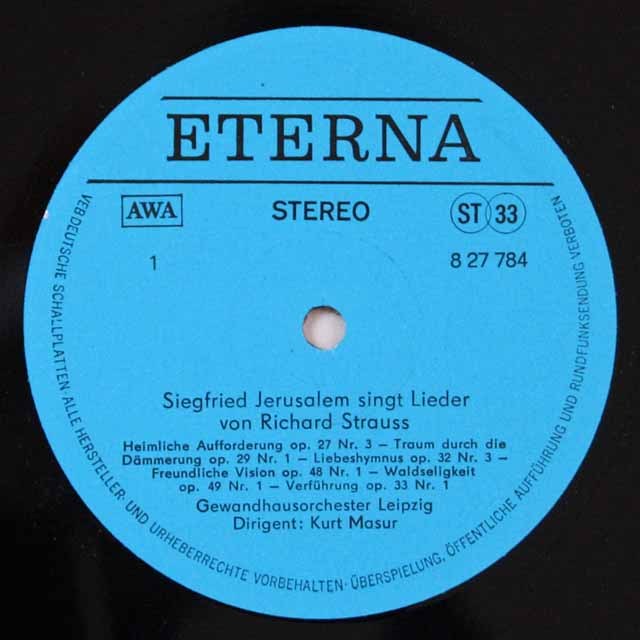 ETERNA
AWA
STEREO
ST 33
1
8 27 784
Siegfried Jerusalem singt Lieder
von Richard Strauss
Heimliche Aufforderung op. 27 Nr. 3 – Traum durch die
Dämmerung op. 29 Nr. 1 – Liebeshymnus op. 32 Nr. 3 –
Freundliche Vision op. 48 Nr. 1 – Waldseligkeit
op. 49 Nr. 1 – Verführung op. 33 Nr. 1
Gewandhausorchester Leipzig
Dirigent: Kurt Masur
VEB DEUTSCHE SCHALLPLATTEN · ALLE HERSTELLER- UND URHEBERRECHTE VORBEHALTEN · ÜBERSPIELUNG, ÖFFENTLICHE AUFFÜHRUNG UND RUNDFUNKSENDUNG VERBOTEN